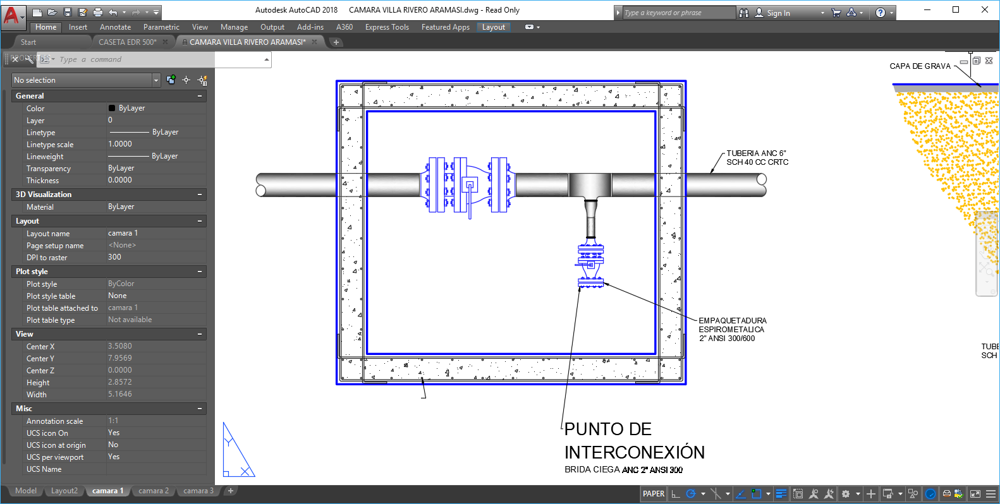 Autodesk AutoCAD 2018 CAMARA VILLA RIVERO ARAMASI.dwg - Read Only
Type a keyword or phrase
Sign In
Home Insert Annotate Parametric View Manage Output Add-ins A360 Express Tools Featured Apps Layout
Start CASETA EDR 500* CAMARA VILLA RIVERO ARAMASI*
PROPERTIES
Type a command
No selection
General
Color ByLayer
Layer 0
Linetype ByLayer
Linetype scale 1.0000
Lineweight ByLayer
Transparency ByLayer
Thickness 0.0000
3D Visualization
Material ByLayer
Layout
Layout name camara 1
Page setup name <None>
DPI to raster 300
Plot style
Plot style ByColor
Plot style table None
Plot table attached to camara 1
Plot table type Not available
View
Center X 3.5080
Center Y 7.9569
Center Z 0.0000
Height 2.8572
Width 5.1646
Misc
Annotation scale 1:1
UCS icon On Yes
UCS icon at origin No
UCS per viewport Yes
UCS Name
CAPA DE GRAVA
TUBERIA ANC 6"
SCH 40 CC CRTC
EMPAQUETADURA
ESPIROMETALICA
2" ANSI 300/600
TUBE
SCH
PUNTO DE
INTERCONEXIÓN
BRIDA CIEGA ANC 2" ANSI 300
Y
X
Model Layout2 camara 1 camara 2 camara 3
PAPER